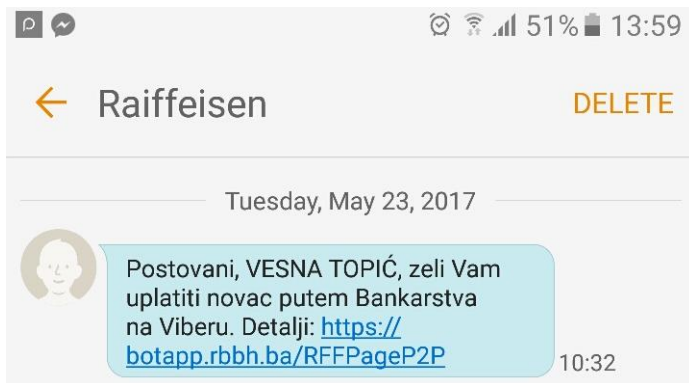 51% 13:59
Raiffeisen DELETE
Tuesday, May 23, 2017
Postovani, VESNA TOPIĆ, zeli Vam
uplatiti novac putem Bankarstva
na Viberu. Detalji: https://
botapp.rbbh.ba/RFFPageP2P
10:32